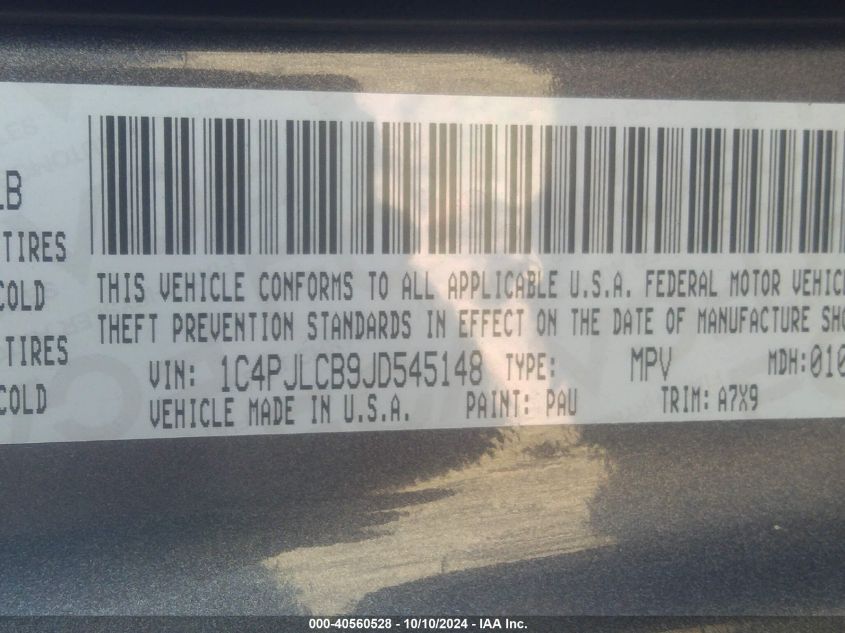 LB
TIRES
COLD
TIRES
COLD
THIS VEHICLE CONFORMS TO ALL APPLICABLE U.S.A. FEDERAL MOTOR VEHIC
THEFT PREVENTION STANDARDS IN EFFECT ON THE DATE OF MANUFACTURE SHO
VIN: 1C4PJLCB9JD545148 TYPE: MPV MDH:010
VEHICLE MADE IN U.S.A. PAINT: PAU TRIM: A7X9
000-40560528 - 10/10/2024 - IAA Inc.